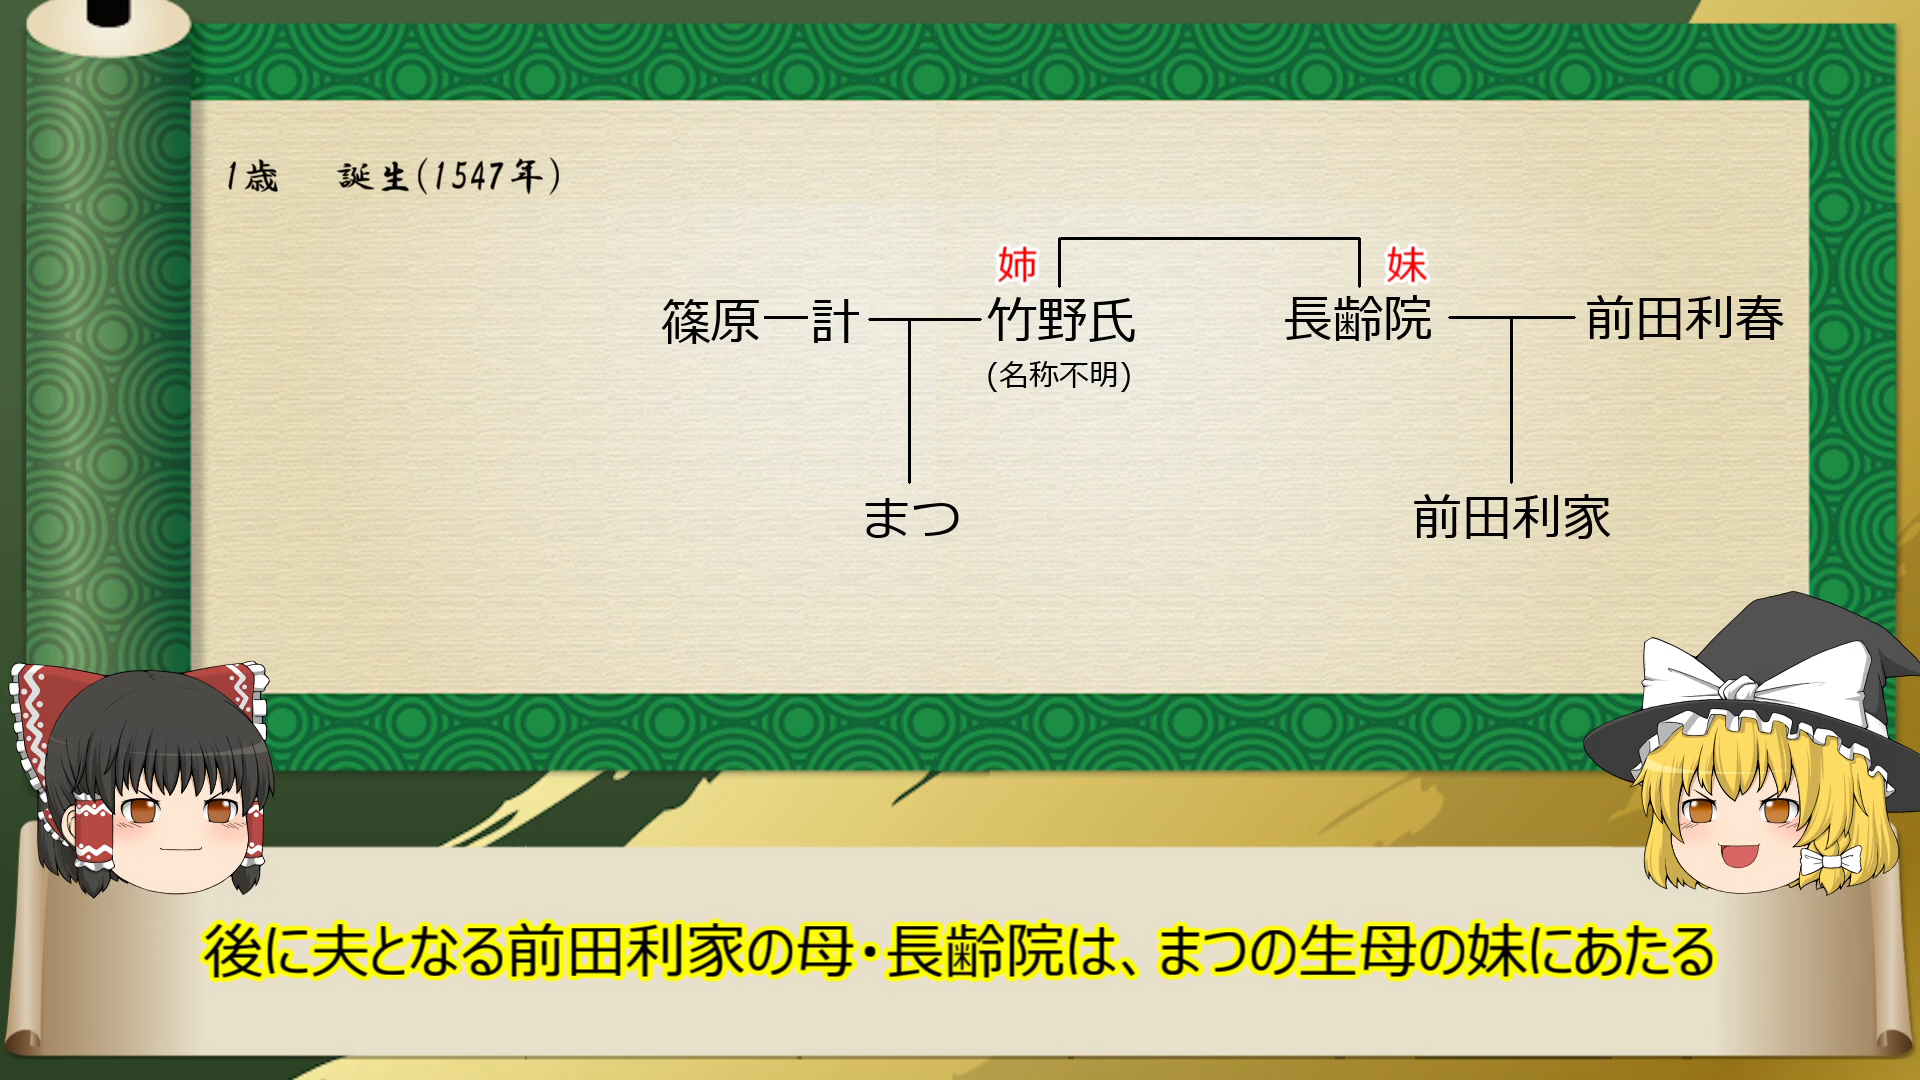 1歳 誕生(1547年)
姉 妹
篠原一計 竹野氏 長齢院 前田利春
(名称不明)
まつ 前田利家
後に夫となる前田利家の母・長齢院は、まつの生母の妹にあたる